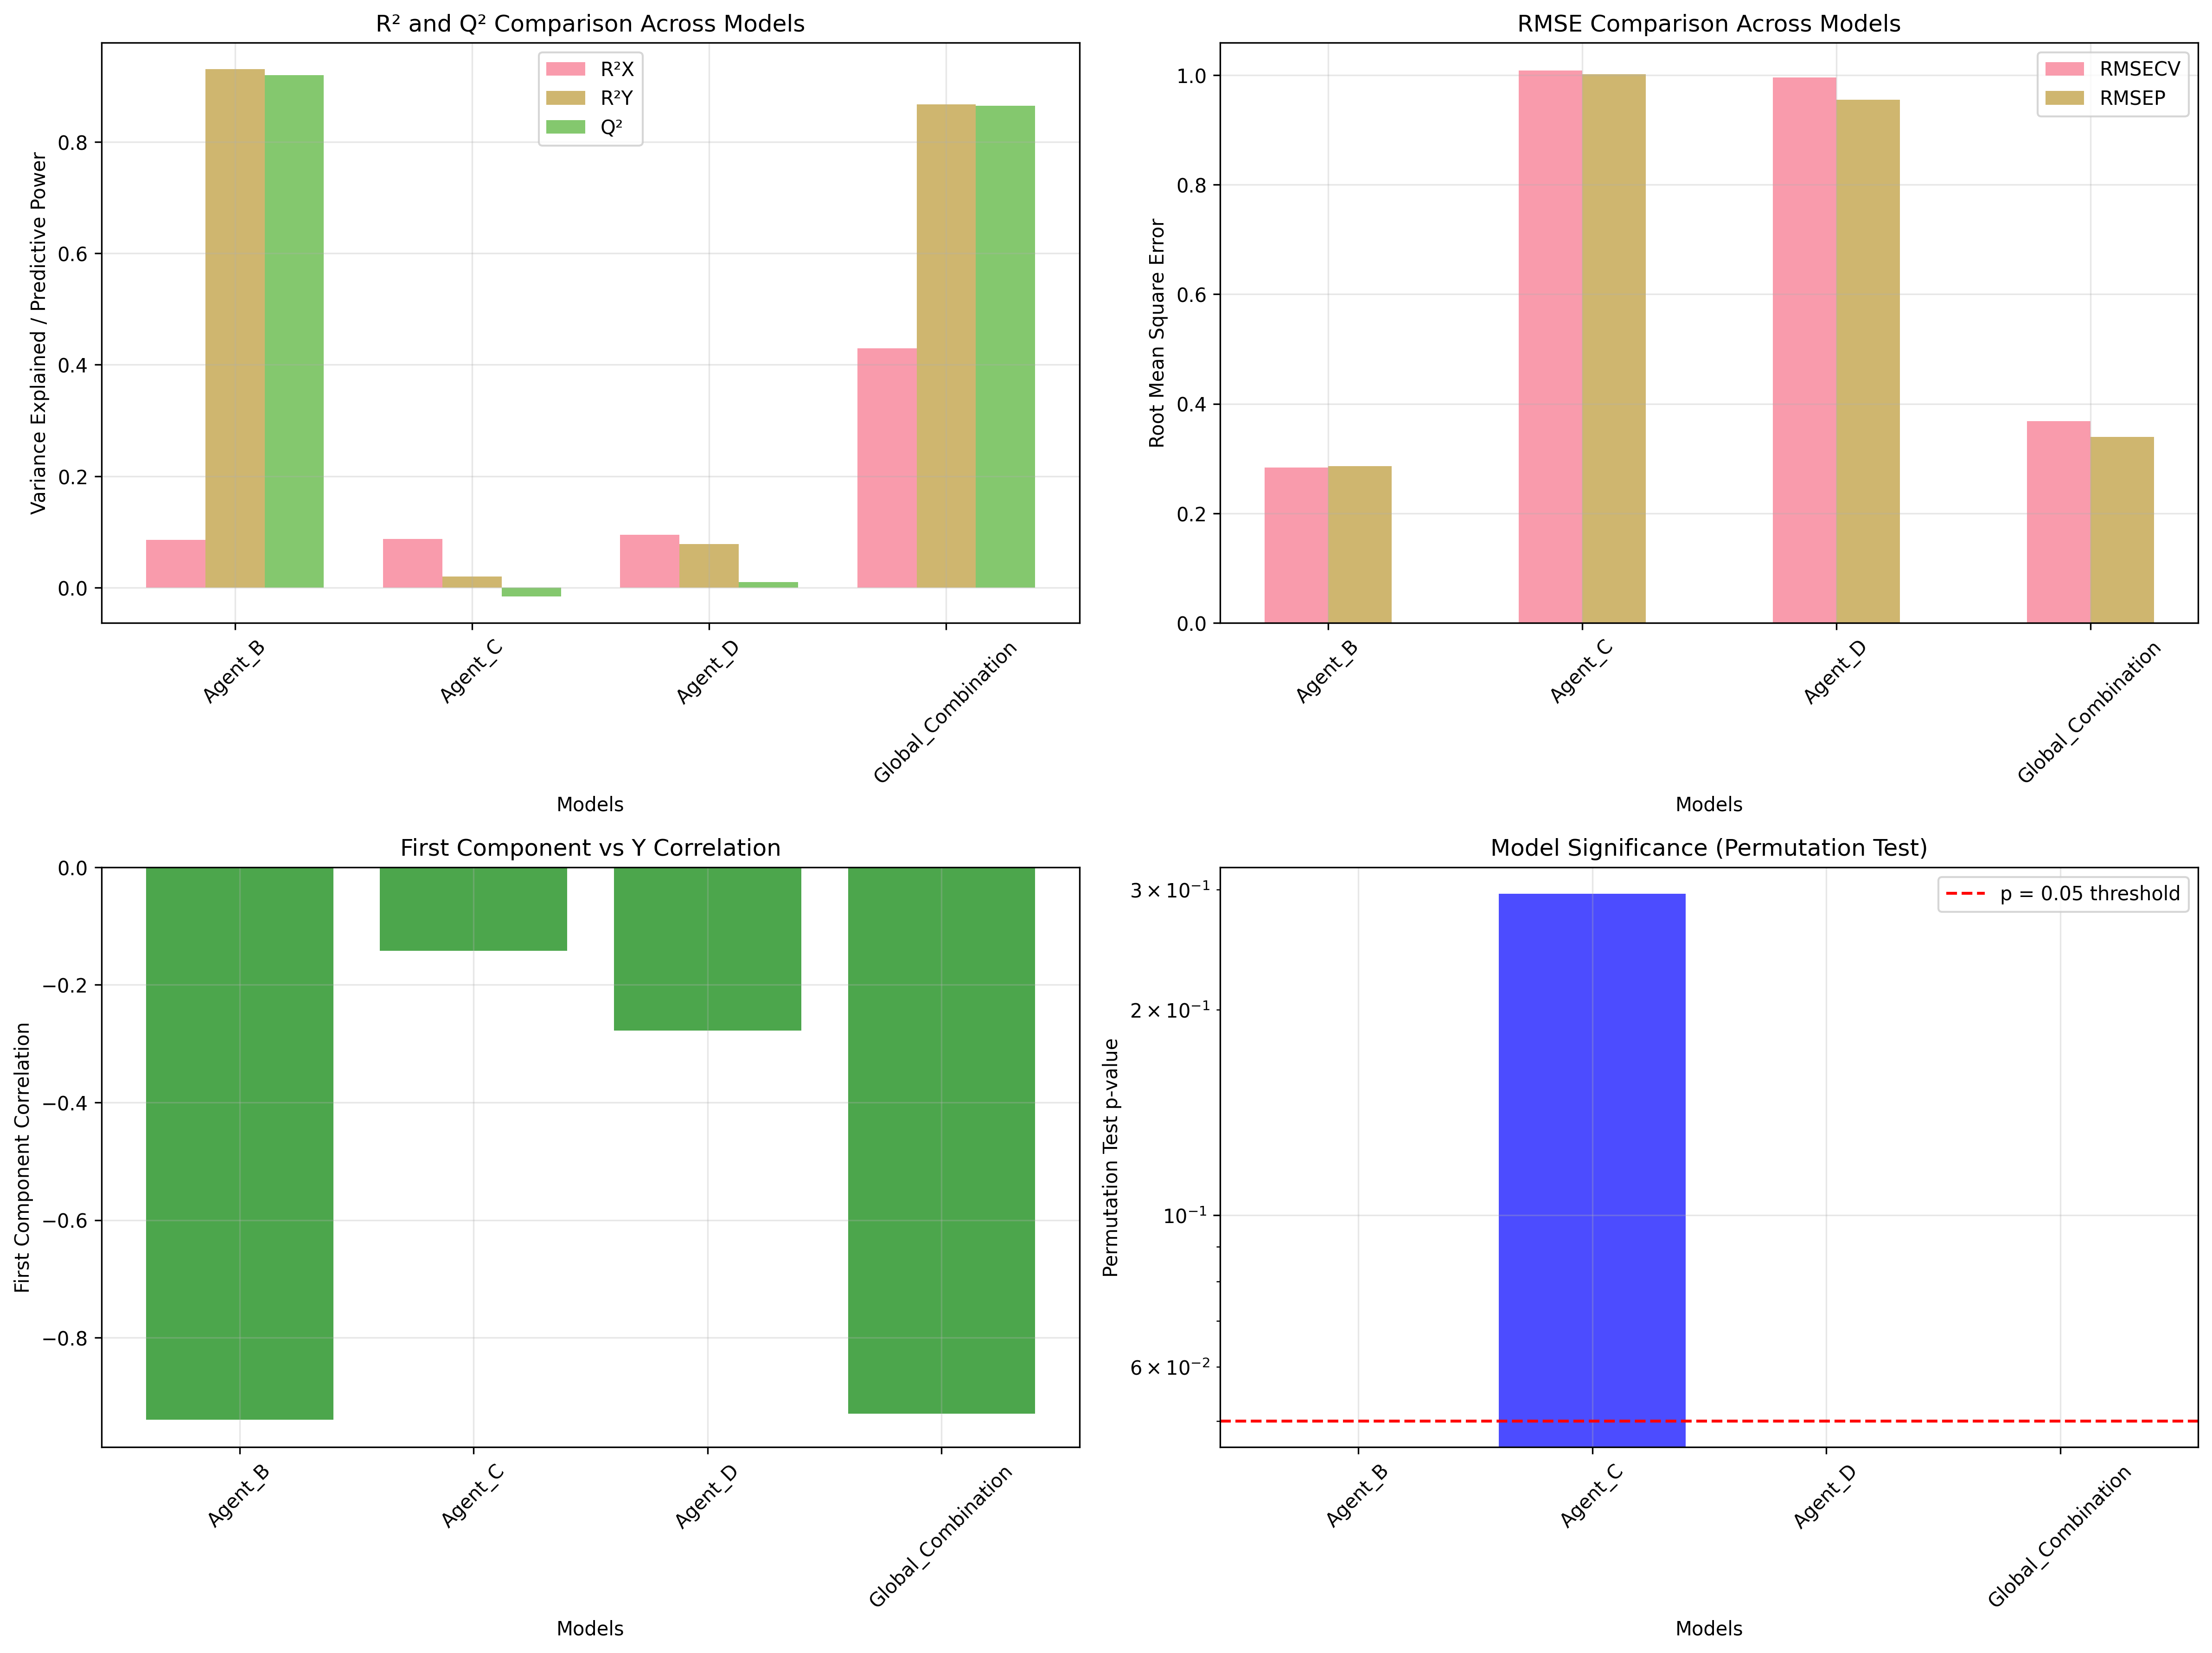 R² and Q² Comparison Across Models
Variance Explained / Predictive Power
0.8
0.6
0.4
0.2
0.0
R²X
R²Y
Q²
Agent_B
Agent_C
Agent_D
Global_Combination
Models
RMSE Comparison Across Models
Root Mean Square Error
1.0
0.8
0.6
0.4
0.2
0.0
RMSECV
RMSEP
Agent_B
Agent_C
Agent_D
Global_Combination
Models
First Component vs Y Correlation
First Component Correlation
0.0
−0.2
−0.4
−0.6
−0.8
Agent_B
Agent_C
Agent_D
Global_Combination
Models
Model Significance (Permutation Test)
Permutation Test p-value
3 × 10⁻¹
2 × 10⁻¹
10⁻¹
6 × 10⁻²
p = 0.05 threshold
Agent_B
Agent_C
Agent_D
Global_Combination
Models